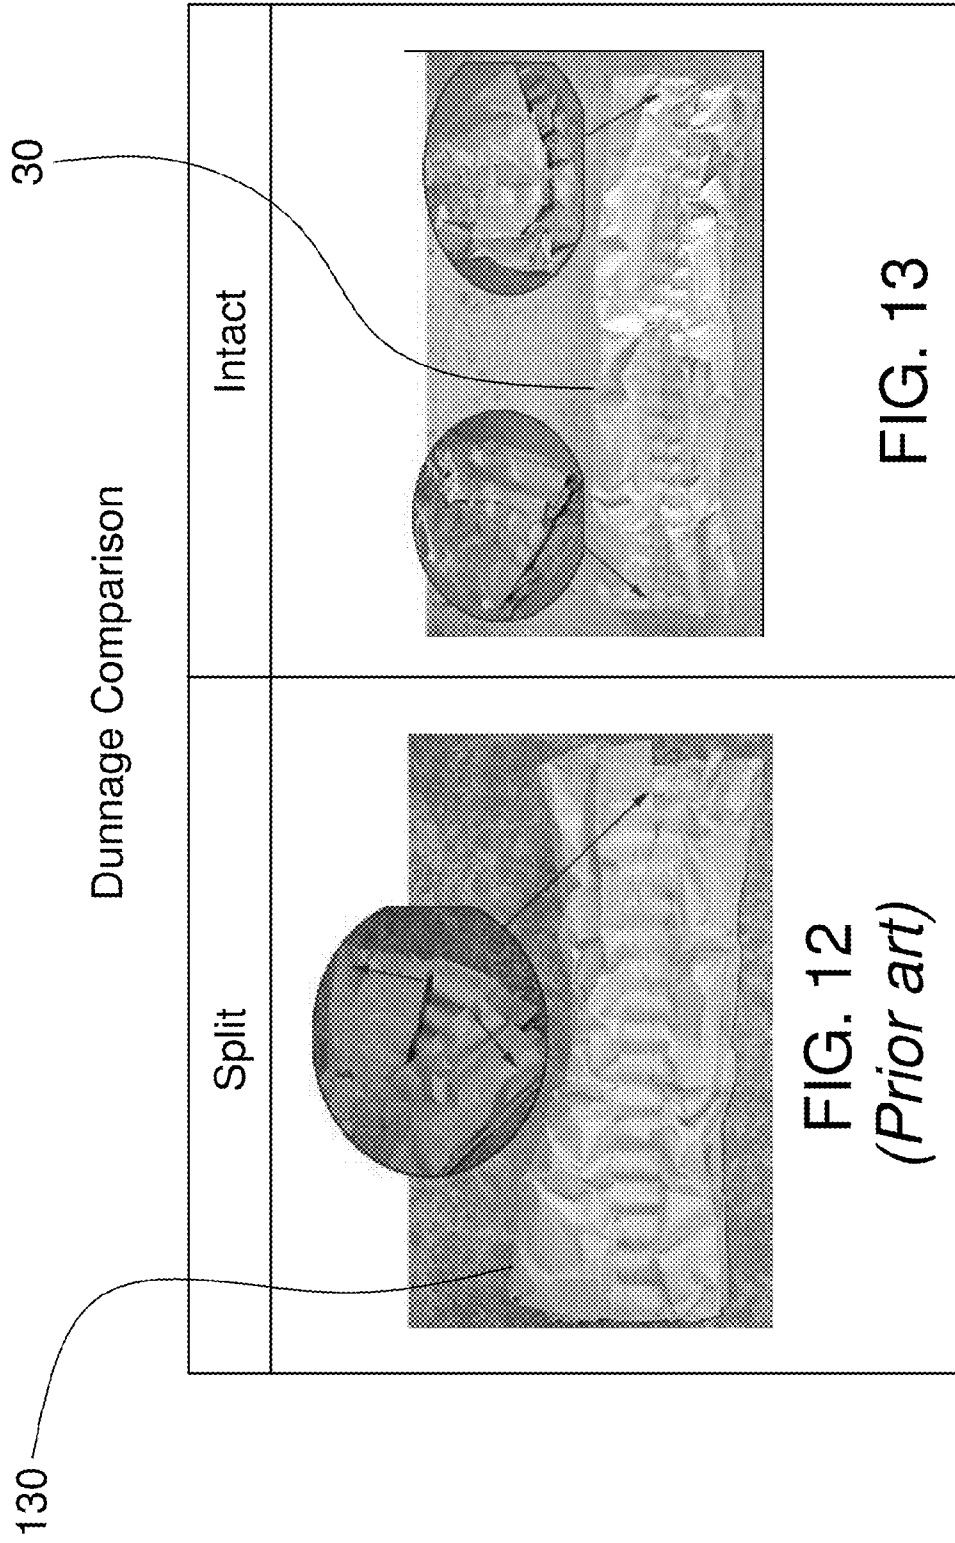 Dunnage Comparison
Split
Intact
130
30
FIG. 12
(Prior art)
FIG. 13